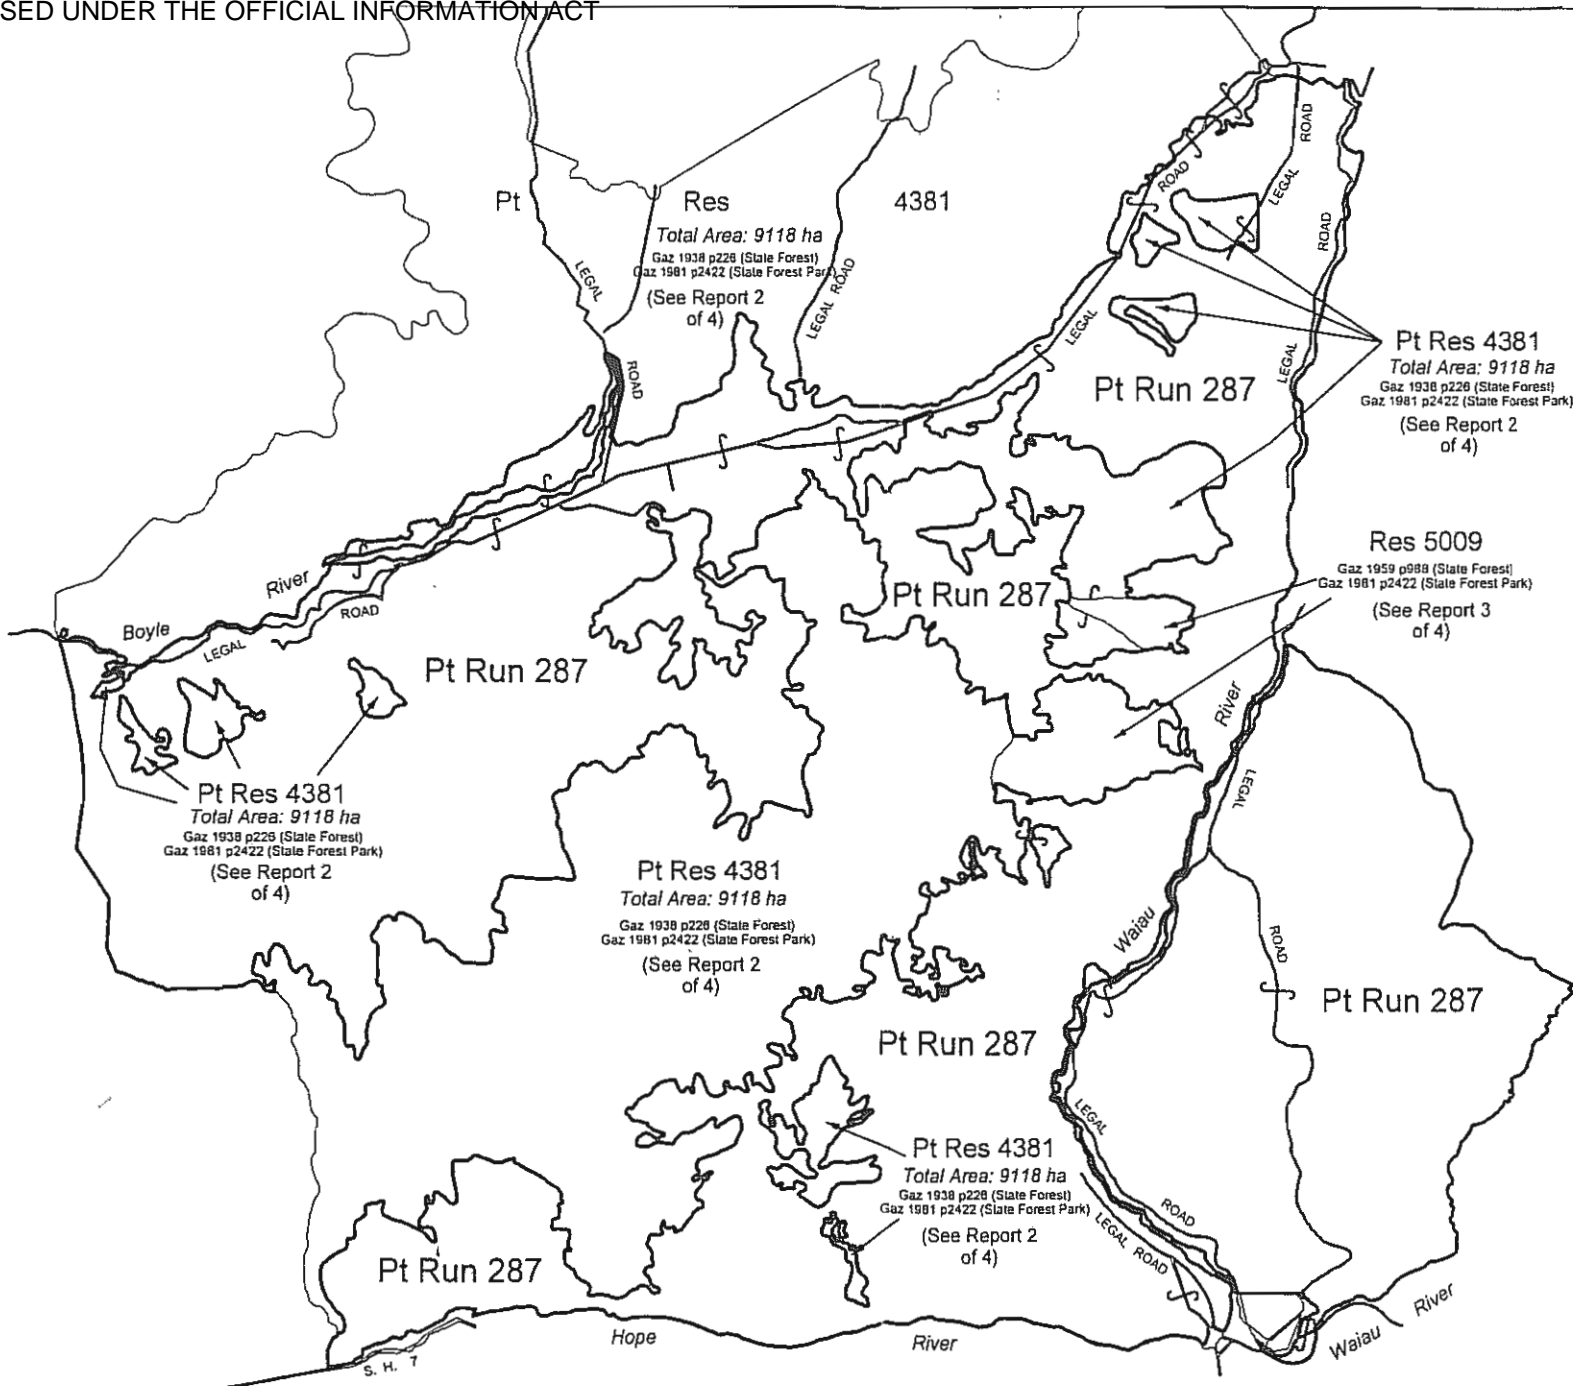 SED UNDER THE OFFICIAL INFORMATION ACT
Pt
Res
4381
Total Area: 9118 ha
Gaz 1938 p226 (State Forest)
Gaz 1981 p2422 (State Forest Park)
(See Report 2
of 4)
LEGAL
ROAD
LEGAL ROAD
ROAD
LEGAL
ROAD
LEGAL
ROAD
LEGAL
Pt Run 287
Pt Res 4381
Total Area: 9118 ha
Gaz 1938 p226 (State Forest)
Gaz 1981 p2422 (State Forest Park)
(See Report 2
of 4)
Res 5009
Gaz 1959 p988 (State Forest)
Gaz 1981 p2422 (State Forest Park)
(See Report 3
of 4)
Pt Run 287
River
Boyle
LEGAL
ROAD
Pt Run 287
Pt Res 4381
Total Area: 9118 ha
Gaz 1938 p226 (State Forest)
Gaz 1981 p2422 (State Forest Park)
(See Report 2
of 4)
Pt Res 4381
Total Area: 9118 ha
Gaz 1938 p226 (State Forest)
Gaz 1981 p2422 (State Forest Park)
(See Report 2
of 4)
River
LEGAL
Waiau
ROAD
Pt Run 287
Pt Run 287
LEGAL
ROAD
LEGAL ROAD
Pt Res 4381
Total Area: 9118 ha
Gaz 1938 p226 (State Forest)
Gaz 1981 p2422 (State Forest Park)
(See Report 2
of 4)
Pt Run 287
S. H. 7
Hope
River
Waiau
River